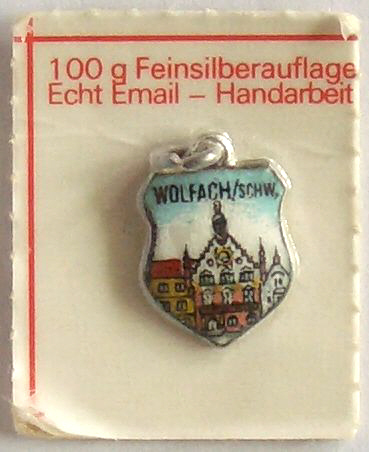 100 g Feinsilberauflage
Echt Email – Handarbeit
WOLFACH/SCHW.